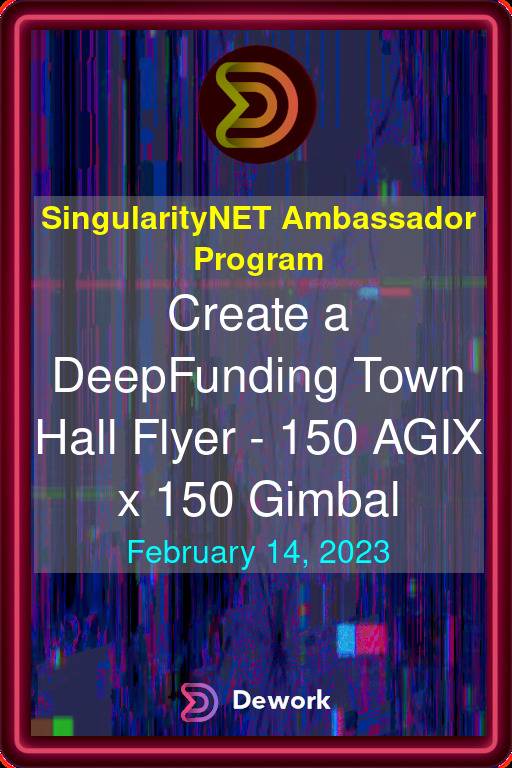 SingularityNET Ambassador
Program
Create a
DeepFunding Town
Hall Flyer - 150 AGIX
x 150 Gimbal
February 14, 2023
Dework